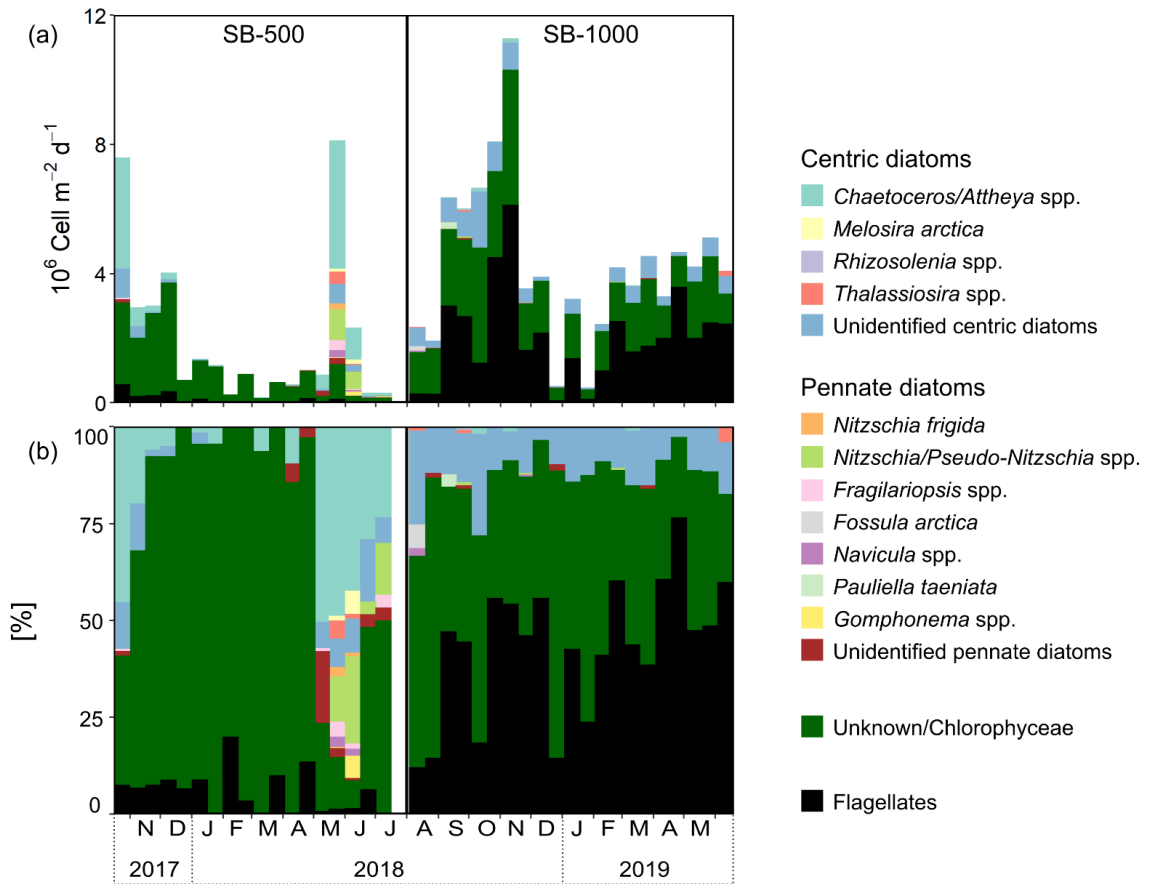 (a)
SB-500
SB-1000
12
8
4
0
10⁶ Cell m⁻² d⁻¹
(b)
100
75
50
25
0
[%]
N D J F M A M J J A S O N D J F M A M
2017 2018 2019
Centric diatoms
Chaetoceros/Attheya spp.
Melosira arctica
Rhizosolenia spp.
Thalassiosira spp.
Unidentified centric diatoms
Pennate diatoms
Nitzschia frigida
Nitzschia/Pseudo-Nitzschia spp.
Fragilariopsis spp.
Fossula arctica
Navicula spp.
Pauliella taeniata
Gomphonema spp.
Unidentified pennate diatoms
Unknown/Chlorophyceae
Flagellates